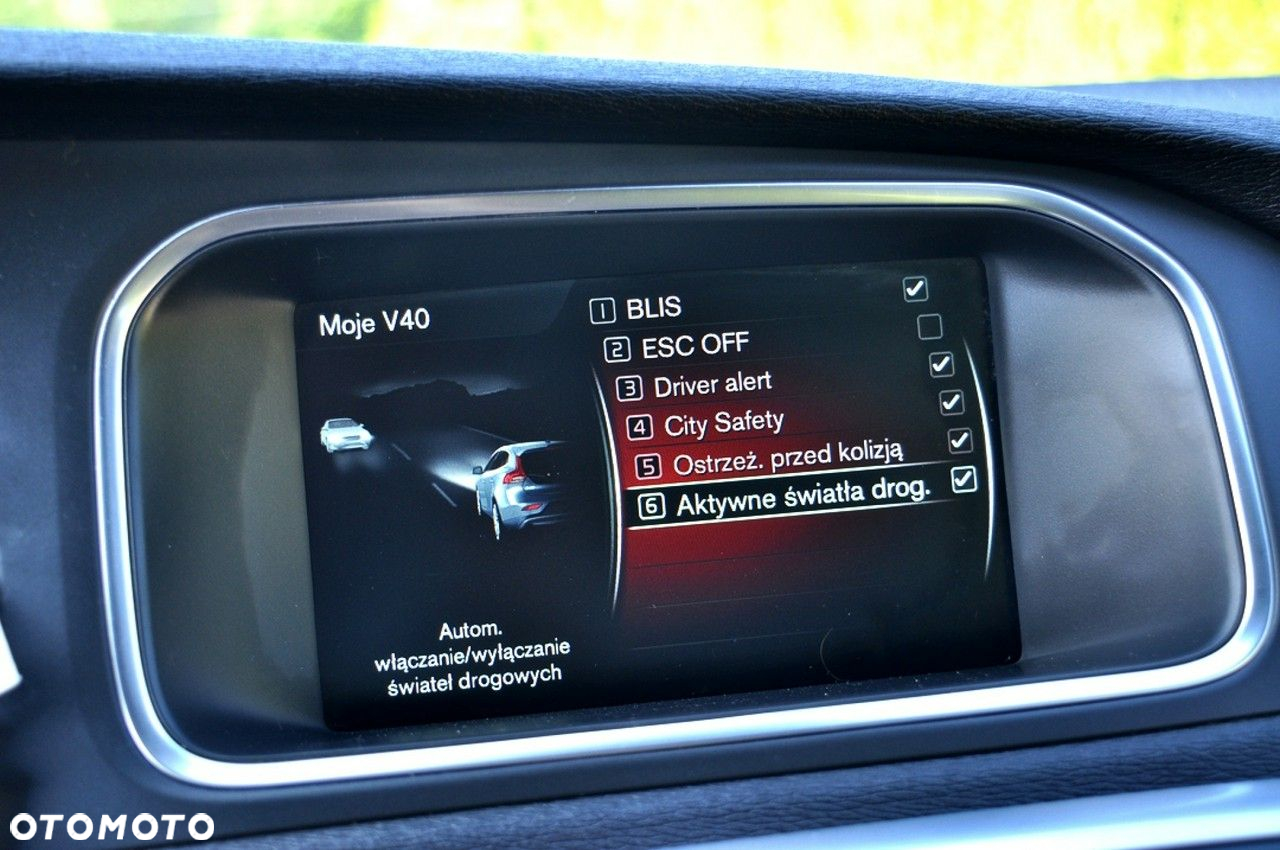 Moje V40
1 BLIS
2 ESC OFF
3 Driver alert
4 City Safety
5 Ostrzeż. przed kolizją
6 Aktywne światła drog.
Autom.
włączanie/wyłączanie
świateł drogowych
OTOMOTO